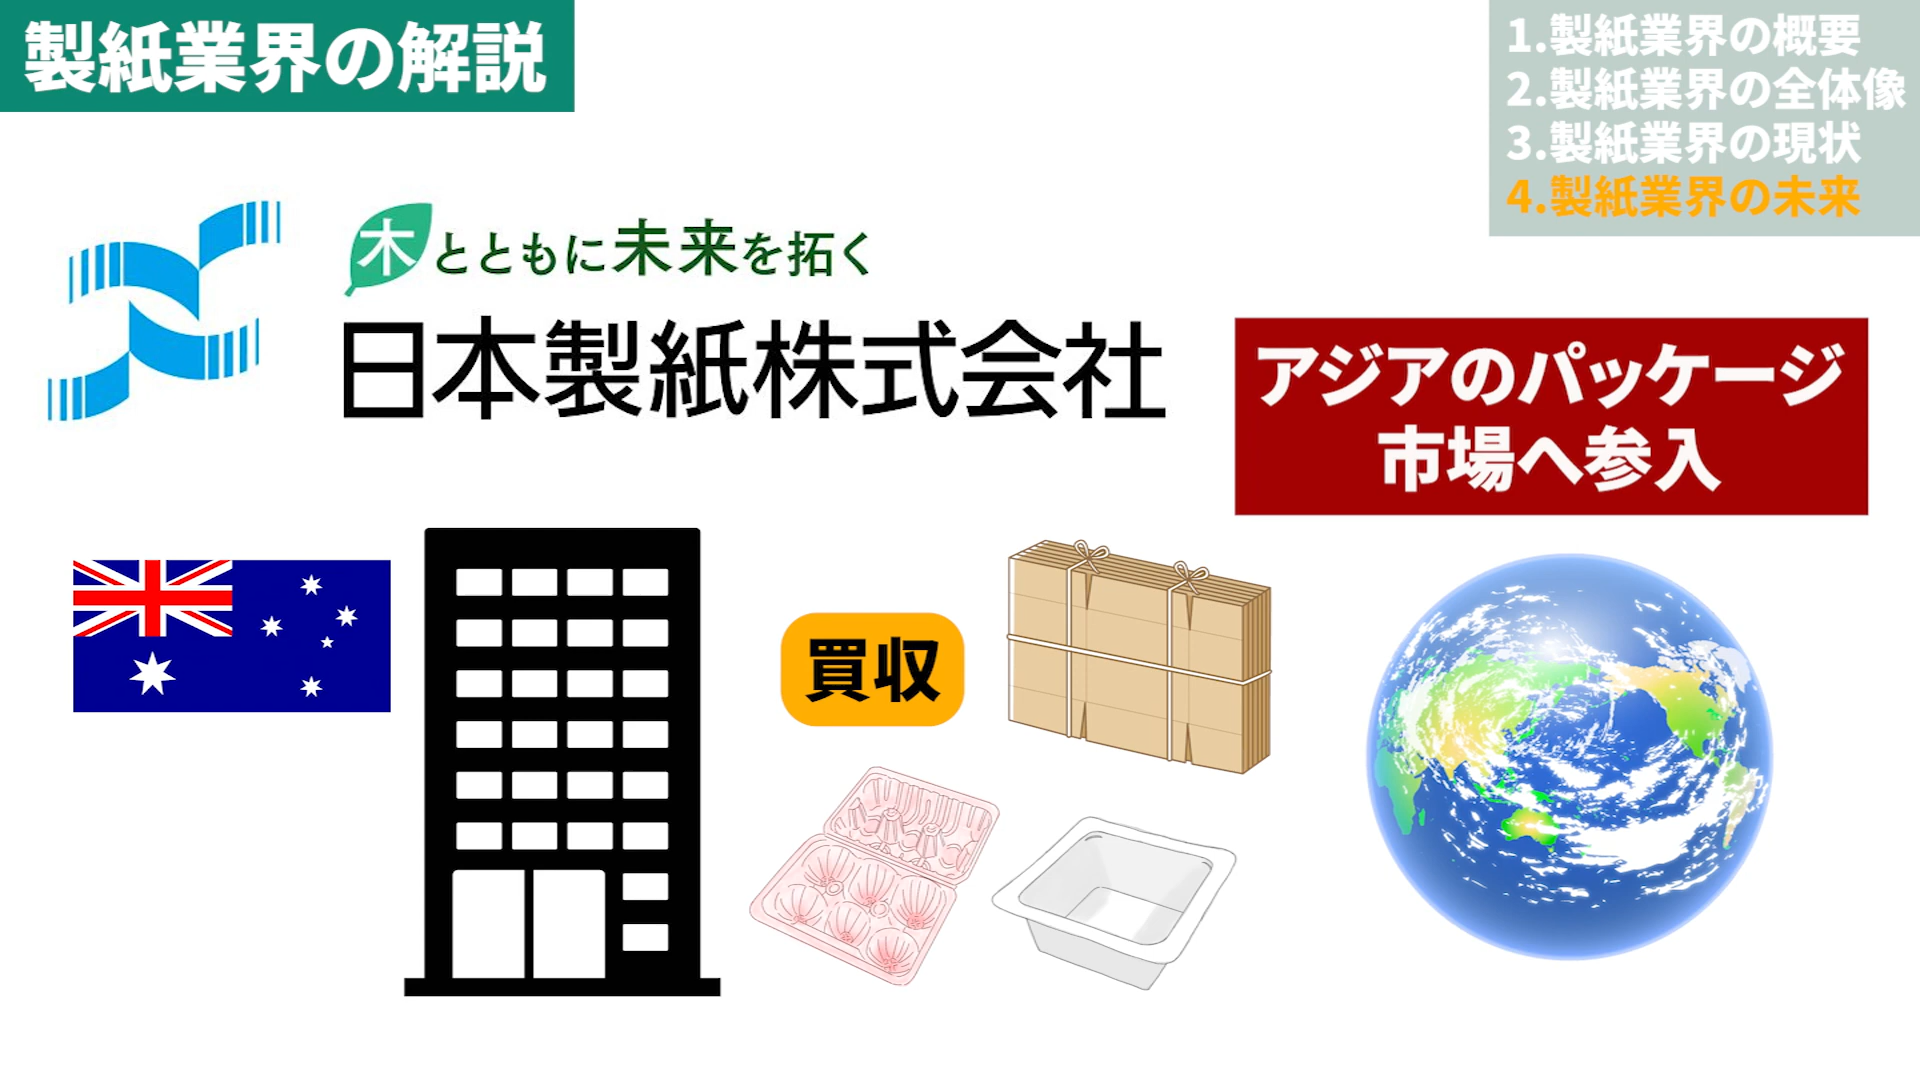 製紙業界の解説
1.製紙業界の概要
2.製紙業界の全体像
3.製紙業界の現状
4.製紙業界の未来
木とともに未来を拓く
日本製紙株式会社
アジアのパッケージ
市場へ参入
買収